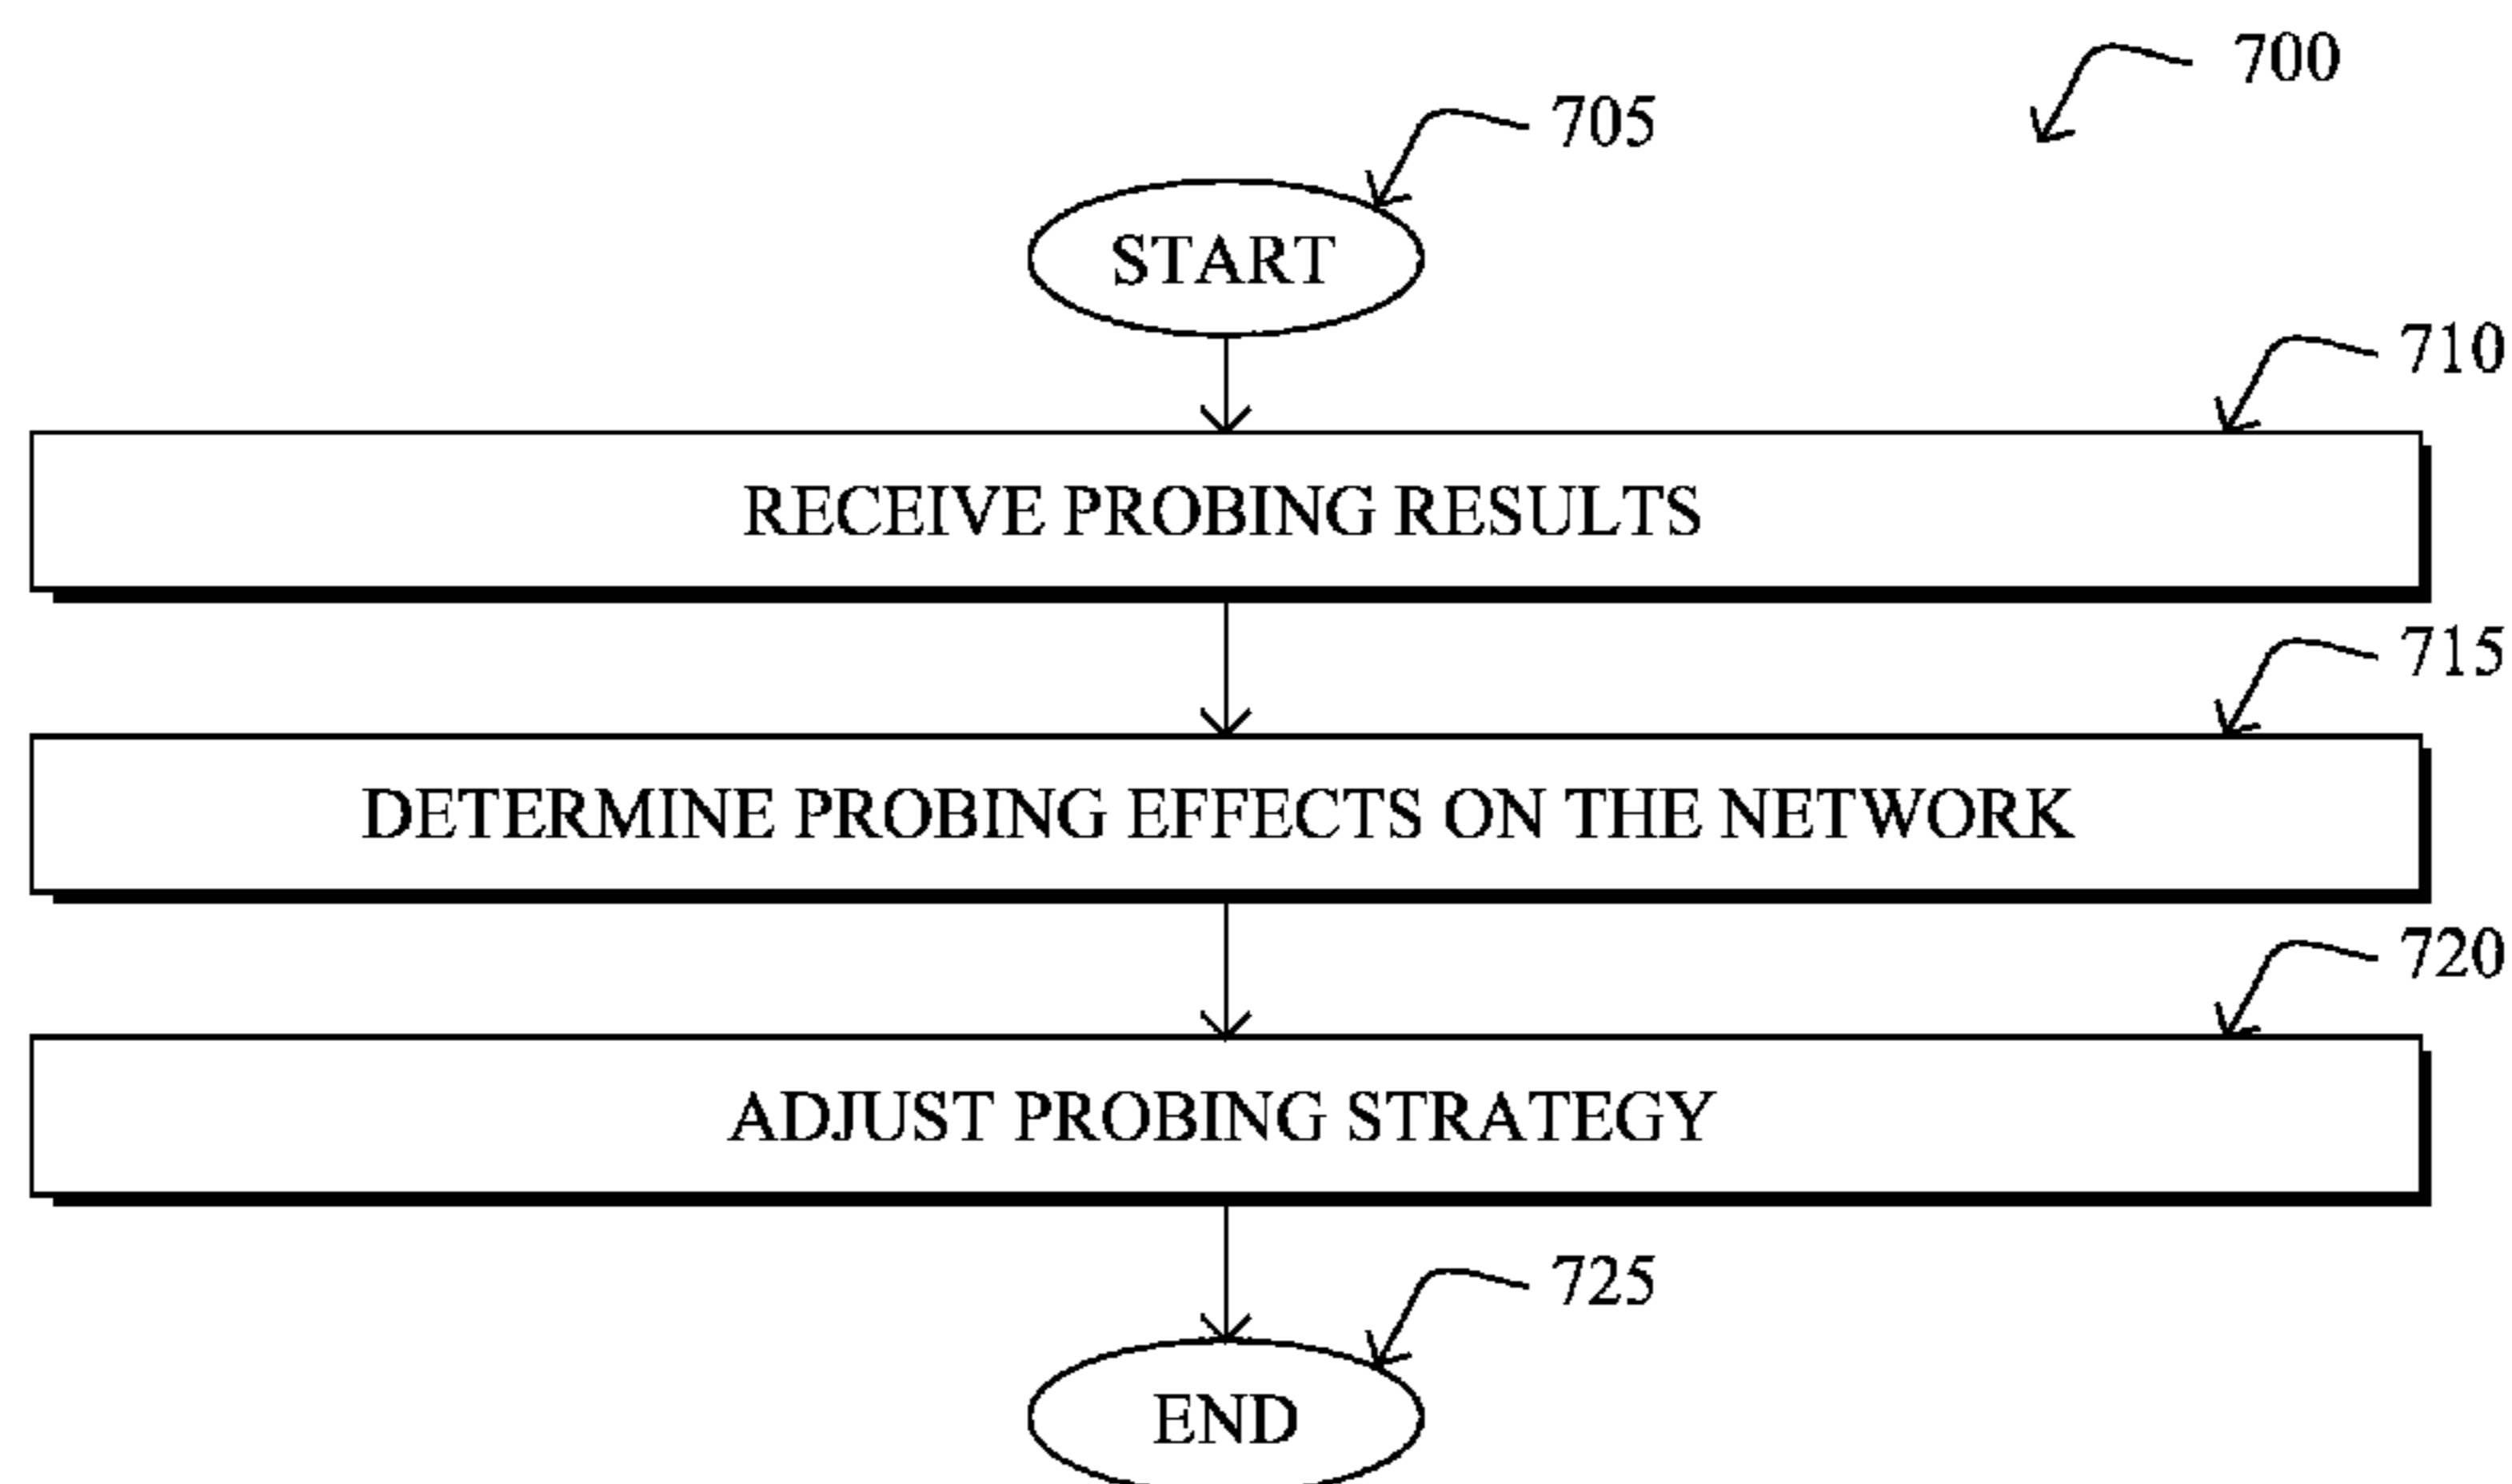 700
705
START
710
RECEIVE PROBING RESULTS
715
DETERMINE PROBING EFFECTS ON THE NETWORK
720
ADJUST PROBING STRATEGY
725
END